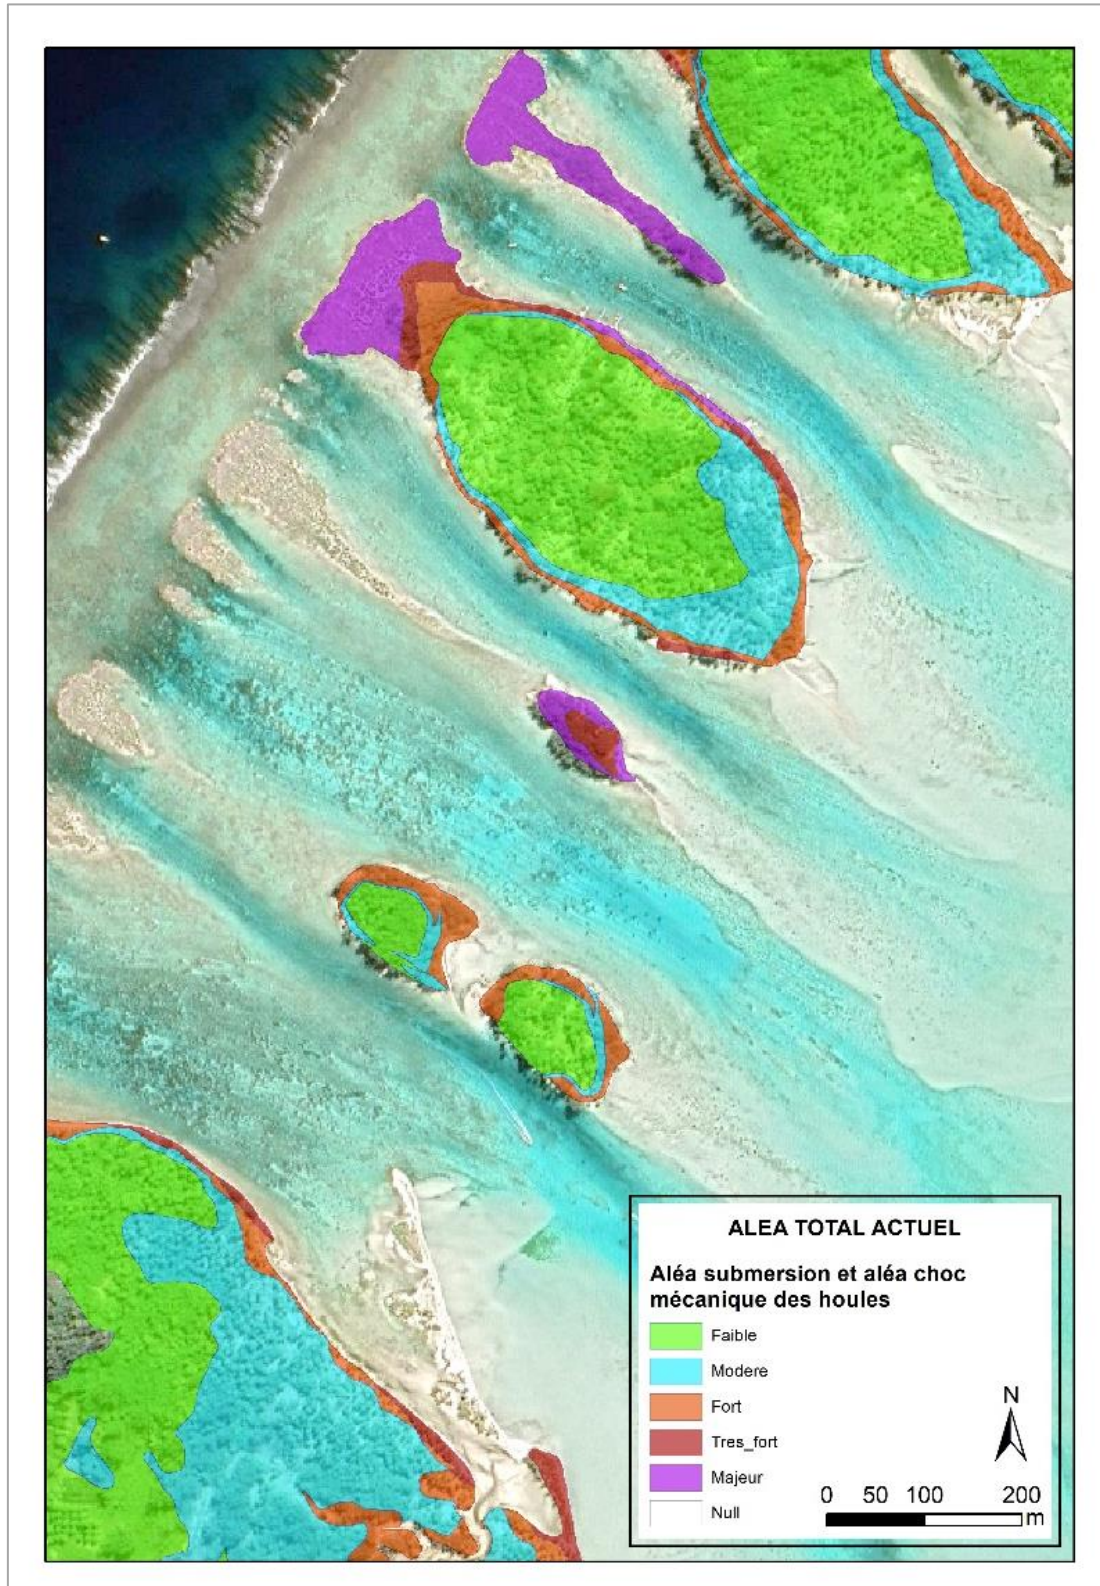 ALEA TOTAL ACTUEL
Aléa submersion et aléa choc
mécanique des houles
Faible
Modere
Fort
Tres_fort
Majeur
Null
N
0 50 100 200
m